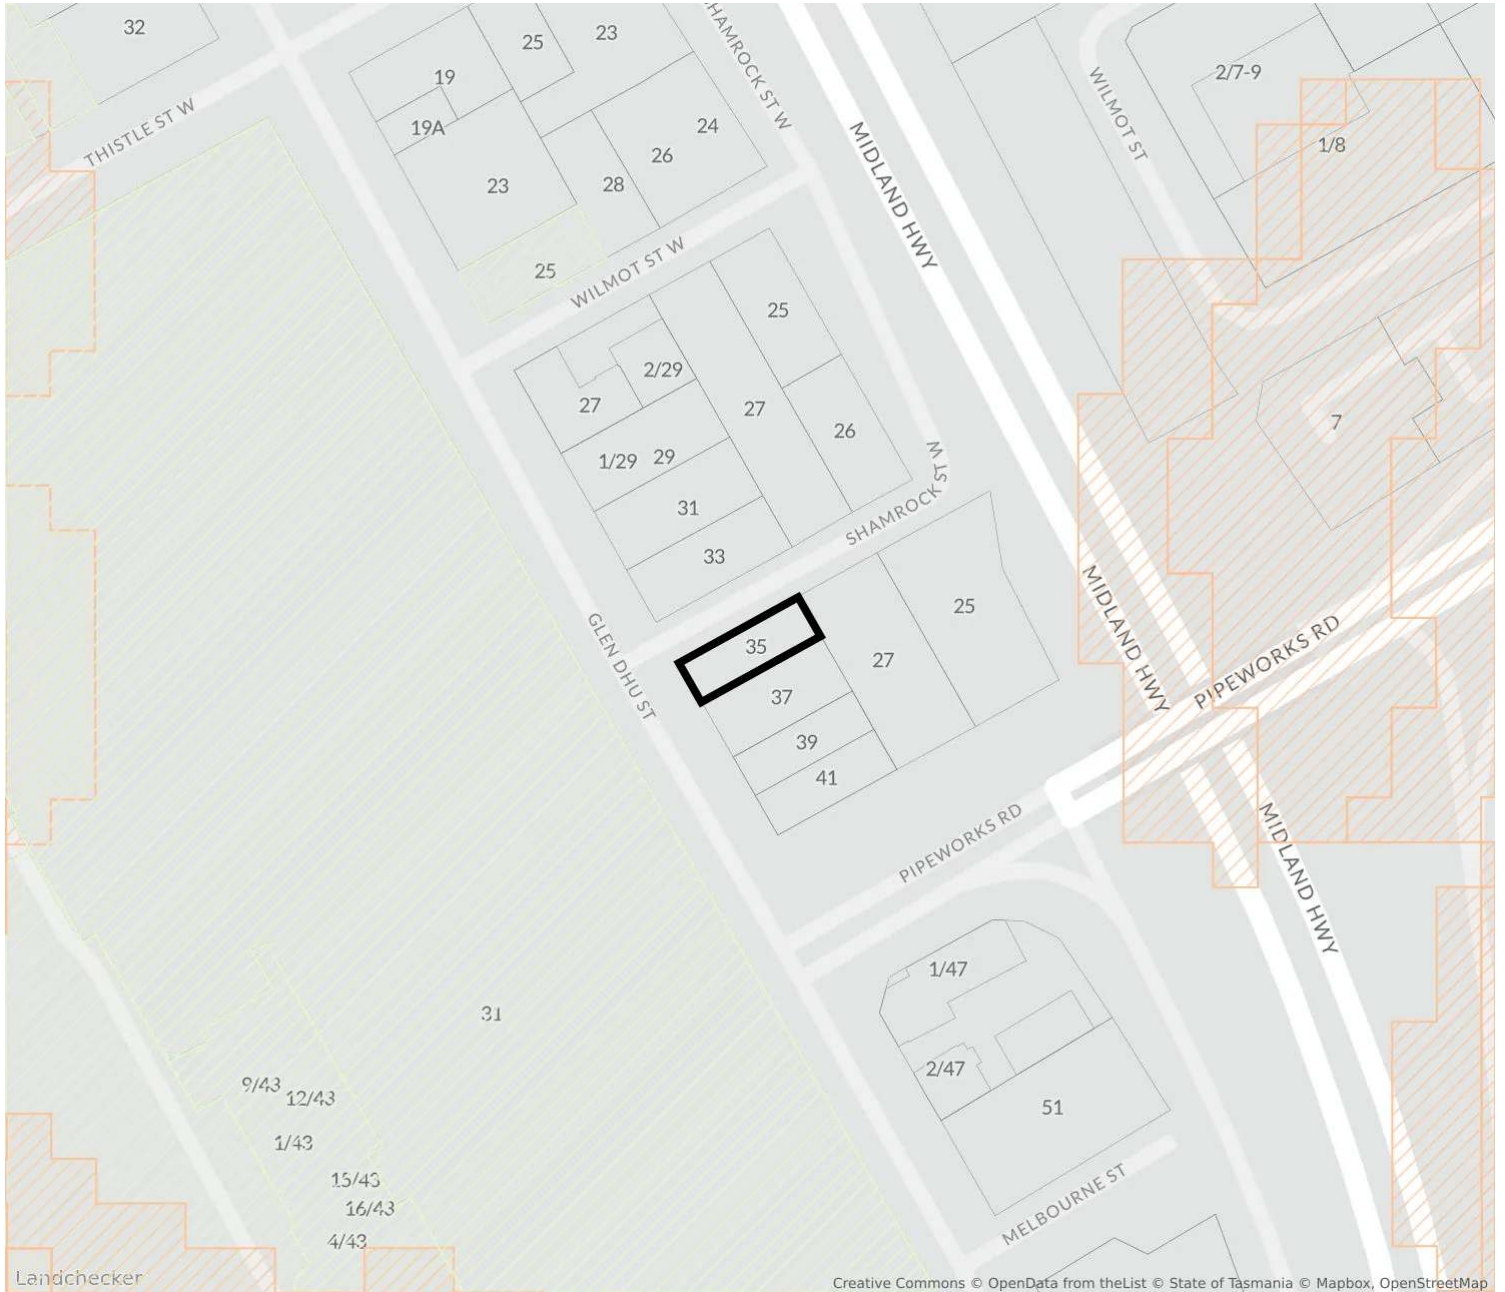 32
25
23
19
19A
23
28
26
24
25
THISTLE ST W
SHAMROCK ST W
MIDLAND HWY
WILMOT ST
2/7-9
1/8
WILMOT ST W
25
2/29
27
27
26
1/29
29
31
33
7
SHAMROCK ST W
GLEN DHU ST
35
37
39
41
27
25
MIDLAND HWY
PIPEWORKS RD
PIPEWORKS RD
MIDLAND HWY
1/47
2/47
51
31
9/43
12/43
1/43
15/43
16/43
4/43
MELBOURNE ST
Landchecker
Creative Commons © OpenData from theList © State of Tasmania © Mapbox, OpenStreetMap